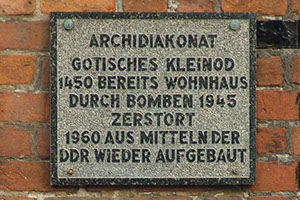 ARCHIDIAKONAT
GOTISCHES KLEINOD
1450 BEREITS WOHNHAUS
DURCH BOMBEN 1945
ZERSTÖRT
1960 AUS MITTELN DER
DDR WIEDER AUFGEBAUT